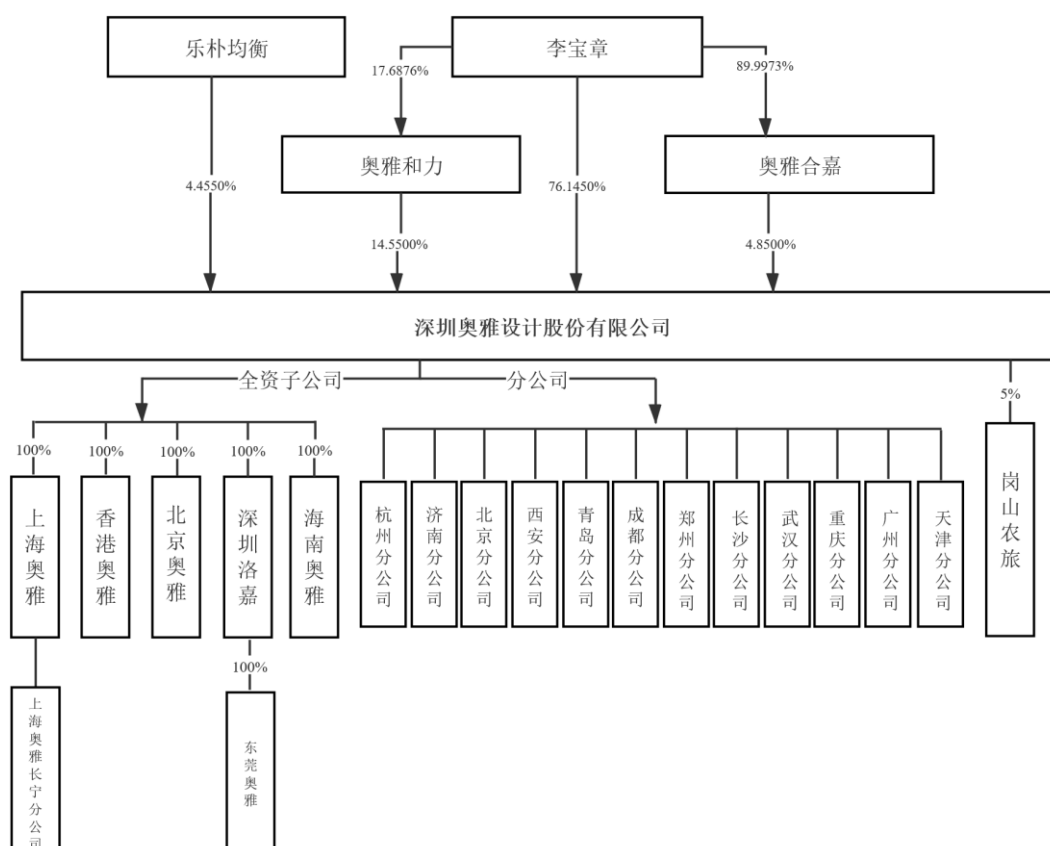 乐朴均衡
李宝章
17.6876%
89.9973%
奥雅和力
奥雅合嘉
4.4550%
76.1450%
14.5500%
4.8500%
深圳奥雅设计股份有限公司
全资子公司
分公司
5%
100%
100%
100%
100%
100%
上海奥雅
香港奥雅
北京奥雅
深圳洛嘉
海南奥雅
杭州分公司
济南分公司
北京分公司
西安分公司
青岛分公司
成都分公司
郑州分公司
长沙分公司
武汉分公司
重庆分公司
广州分公司
天津分公司
岗山农旅
100%
上海奥雅长宁分公司
东莞奥雅